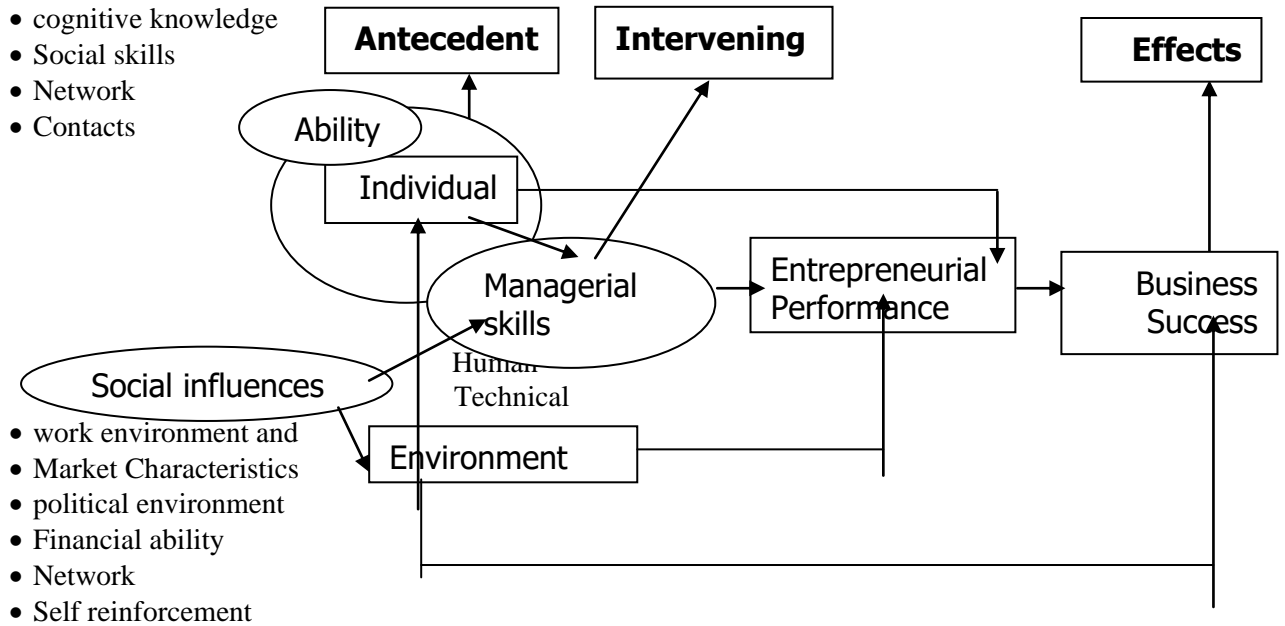 • cognitive knowledge
• Social skills
• Network
• Contacts
Antecedent
Intervening
Effects
Ability
Individual
Managerial
skills
Human
Technical
Entrepreneurial
Performance
Business
Success
Social influences
Environment
• work environment and
• Market Characteristics
• political environment
• Financial ability
• Network
• Self reinforcement